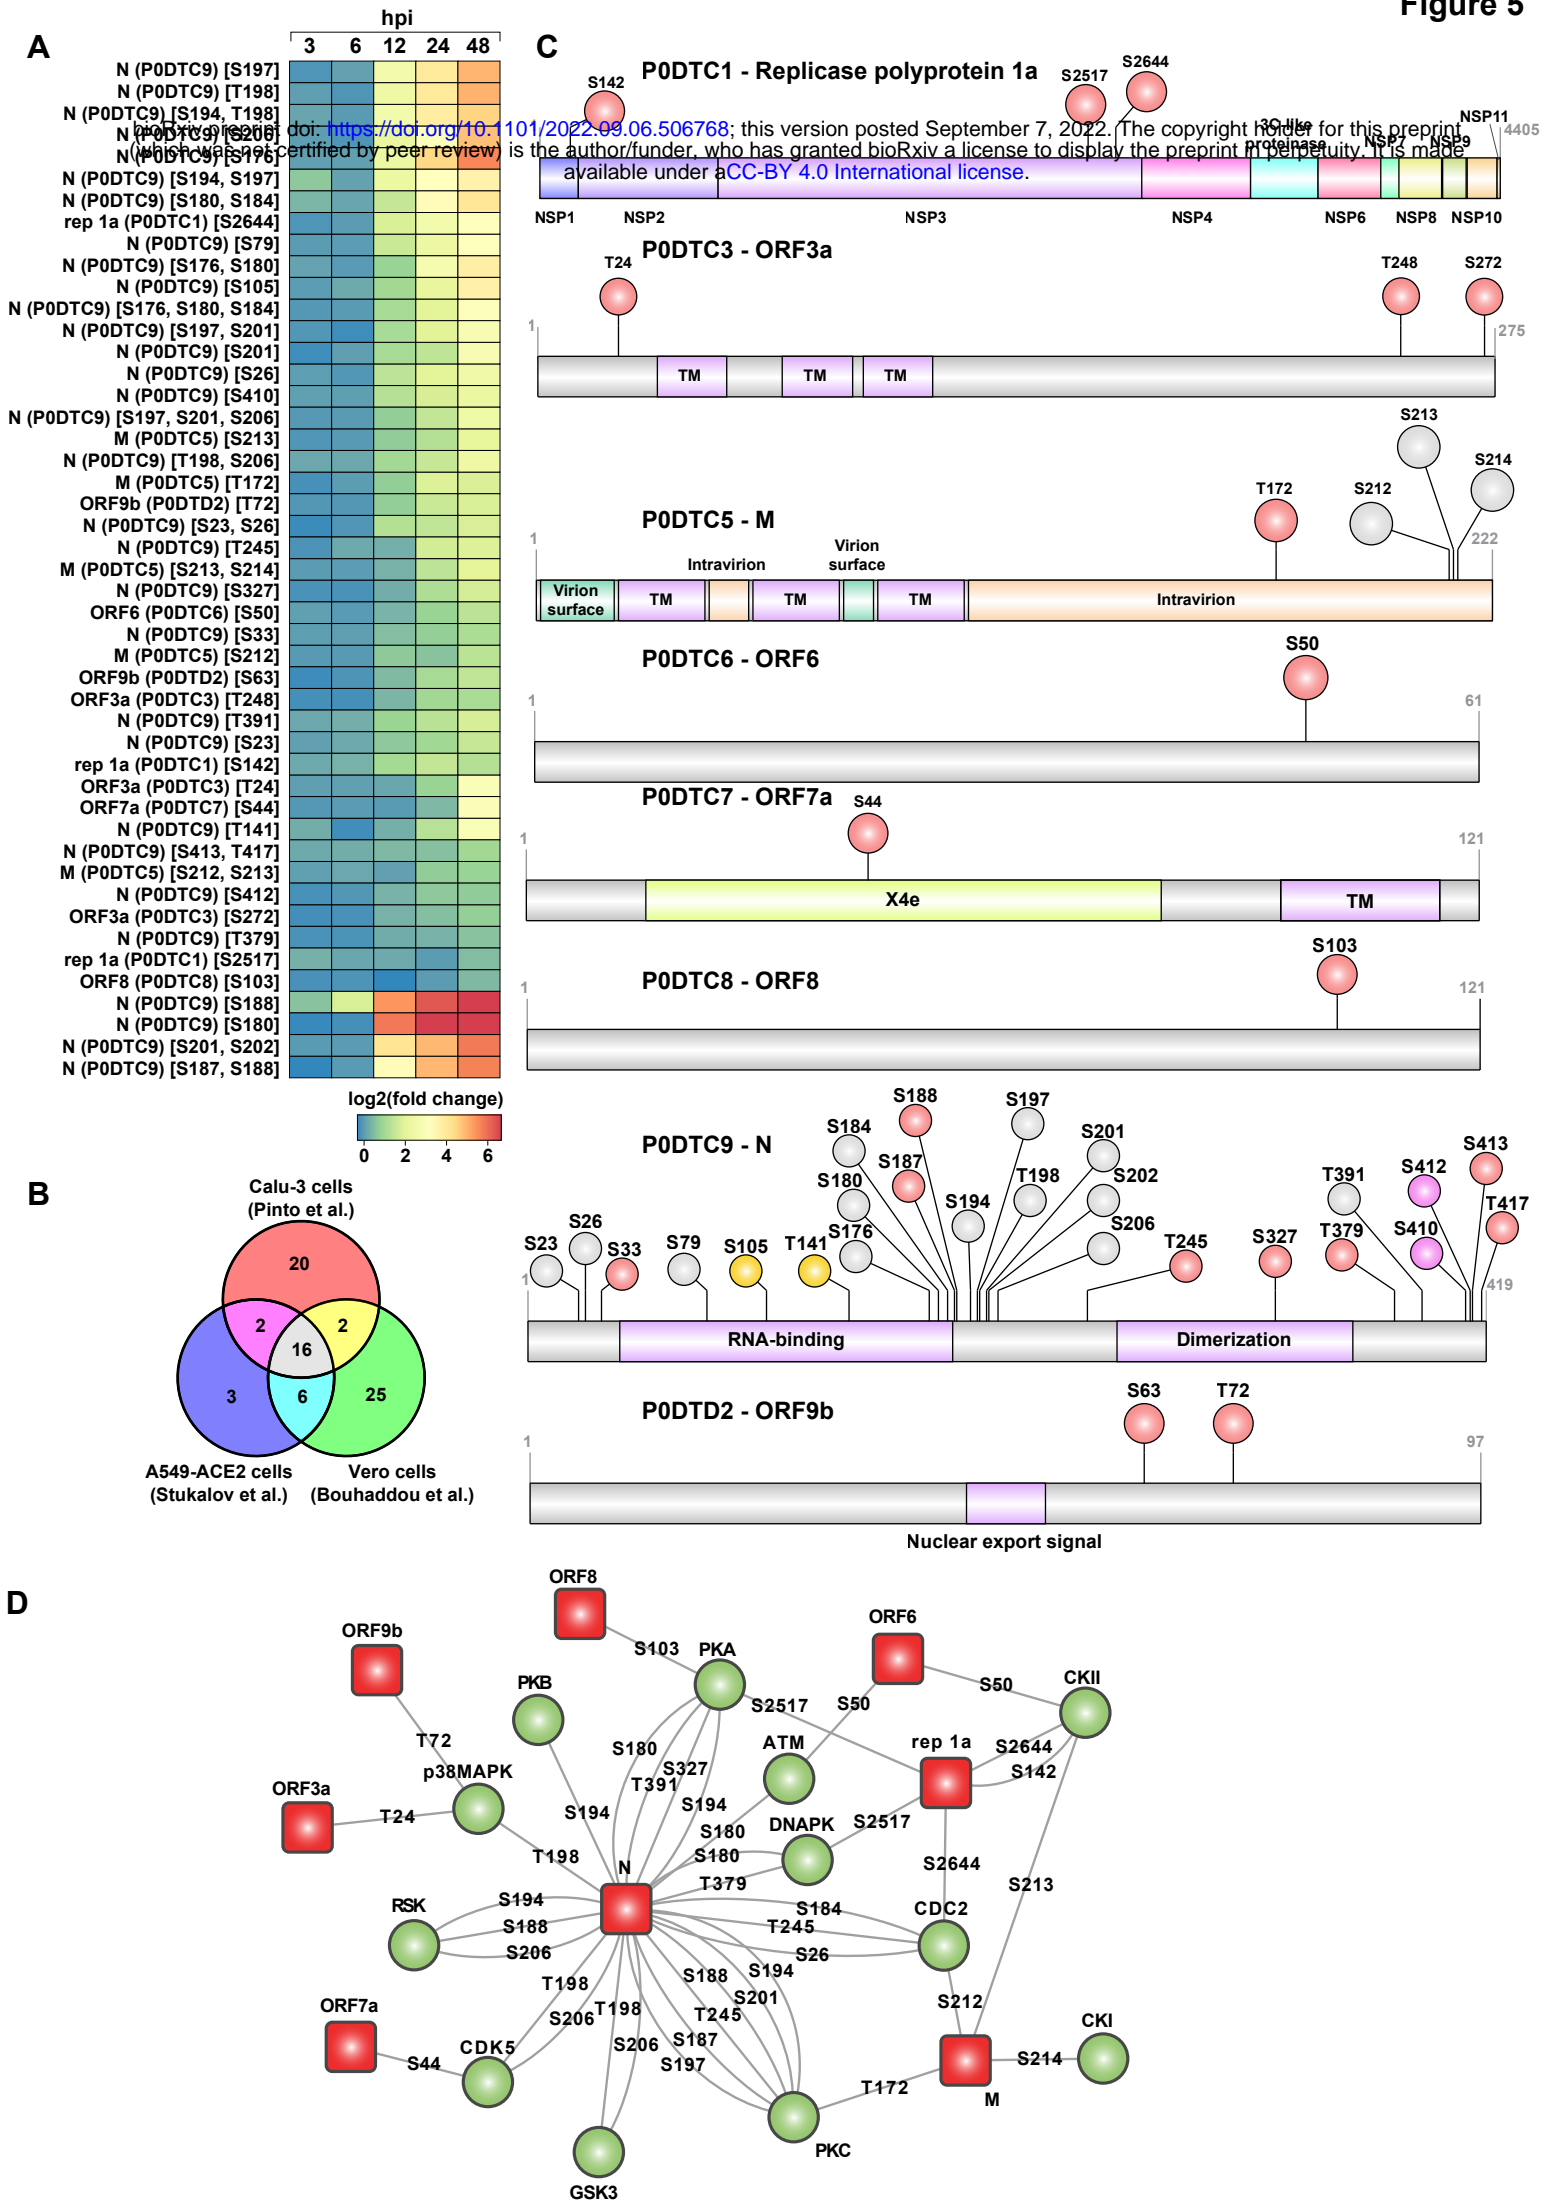 Figure 5
A
hpi
3 6 12 24 48
N (P0DTC9) [S197]
N (P0DTC9) [T198]
N (P0DTC9) [S194, T198]
N (P0DTC9) [S206]
N (P0DTC9) [S176]
N (P0DTC9) [S194, S197]
N (P0DTC9) [S180, S184]
rep 1a (P0DTC1) [S2644]
N (P0DTC9) [S79]
N (P0DTC9) [S176, S180]
N (P0DTC9) [S105]
N (P0DTC9) [S176, S180, S184]
N (P0DTC9) [S197, S201]
N (P0DTC9) [S201]
N (P0DTC9) [S26]
N (P0DTC9) [S410]
N (P0DTC9) [S197, S201, S206]
M (P0DTC5) [S213]
N (P0DTC9) [T198, S206]
M (P0DTC5) [T172]
ORF9b (P0DTD2) [T72]
N (P0DTC9) [S23, S26]
N (P0DTC9) [T245]
M (P0DTC5) [S213, S214]
N (P0DTC9) [S327]
ORF6 (P0DTC6) [S50]
N (P0DTC9) [S33]
M (P0DTC5) [S212]
ORF9b (P0DTD2) [S63]
ORF3a (P0DTC3) [T248]
N (P0DTC9) [T391]
N (P0DTC9) [S23]
rep 1a (P0DTC1) [S142]
ORF3a (P0DTC3) [T24]
ORF7a (P0DTC7) [S44]
N (P0DTC9) [T141]
N (P0DTC9) [S413, T417]
M (P0DTC5) [S212, S213]
N (P0DTC9) [S412]
ORF3a (P0DTC3) [S272]
N (P0DTC9) [T379]
rep 1a (P0DTC1) [S2517]
ORF8 (P0DTC8) [S103]
N (P0DTC9) [S188]
N (P0DTC9) [S180]
N (P0DTC9) [S201, S202]
N (P0DTC9) [S187, S188]
log2(fold change)
0 2 4 6
bioRxiv preprint doi: https://doi.org/10.1101/2022.09.06.506768; this version posted September 7, 2022. The copyright holder for this preprint
(which was not certified by peer review) is the author/funder, who has granted bioRxiv a license to display the preprint in perpetuity. It is made
available under aCC-BY 4.0 International license.
B
Calu-3 cells
(Pinto et al.)
20
2 2
16
3 6 25
A549-ACE2 cells
(Stukalov et al.)
Vero cells
(Bouhaddou et al.)
C
P0DTC1 - Replicase polyprotein 1a
S142 S2517 S2644
3C-like
proteinase
NSP7 NSP9 NSP11
4405
NSP1 NSP2 NSP3 NSP4 NSP6 NSP8 NSP10
P0DTC3 - ORF3a
T24 T248 S272
1 275
TM TM TM
P0DTC5 - M
T172 S212 S213 S214
1 222
Virion
surface
TM
Intravirion
TM
Virion
surface
TM
Intravirion
P0DTC6 - ORF6
S50
1 61
P0DTC7 - ORF7a
S44
1 121
X4e TM
P0DTC8 - ORF8
S103
1 121
P0DTC9 - N
S23 S26 S33 S79 S105 T141 S176 S180 S184 S187 S188 S194 S197 T198 S201 S202 S206 T245 S327 T379 T391 S410 S412 S413 T417
1 419
RNA-binding Dimerization
P0DTD2 - ORF9b
S63 T72
1 97
Nuclear export signal
D
ORF8
ORF9b
ORF6
S103
PKA
PKB
CKII
S50
S50
S2517
T72
ATM
rep 1a
S2644
S142
p38MAPK
ORF3a
S180
S327
T391
S194
S194
T24
DNAPK
S2517
S180
S180
T379
T198
N
S2644
S213
RSK
S194
S188
S206
S184
T245
S26
CDC2
T198
S206
T198
S206
S188
S194
S201
T245
S187
S197
S212
ORF7a
S44
CDK5
CKI
S214
M
T172
PKC
GSK3